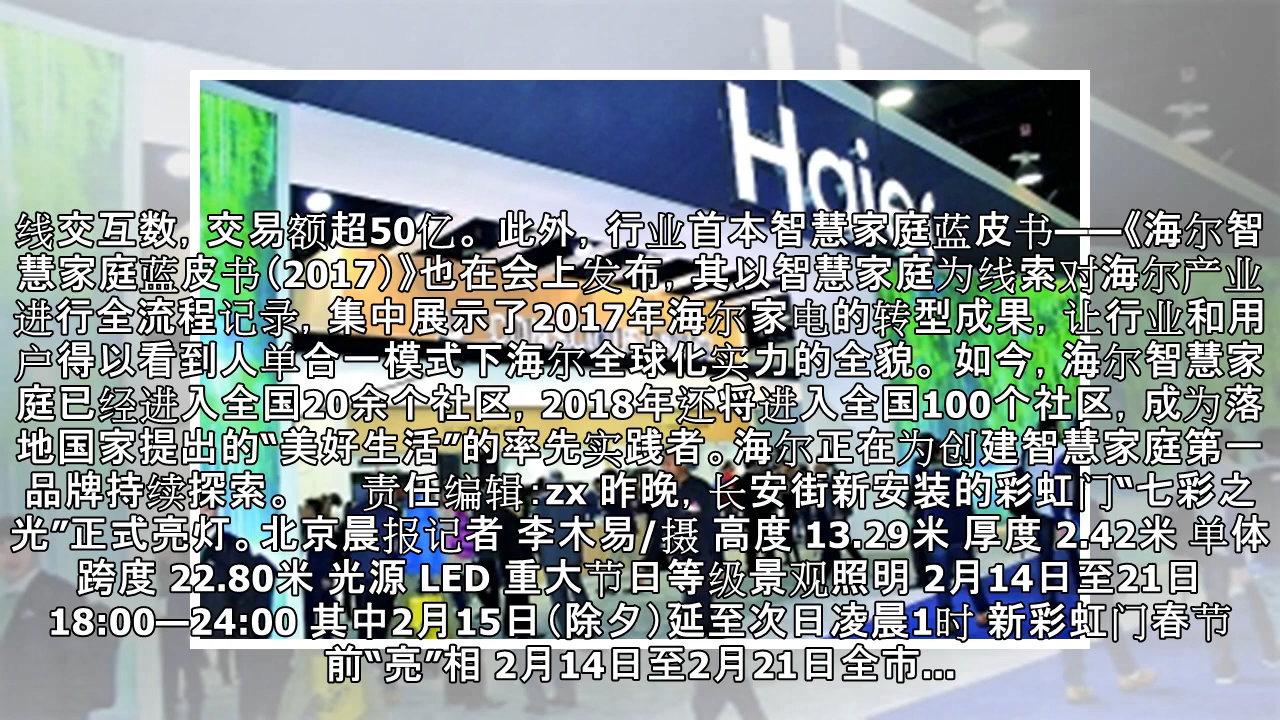 Haier
线交互数, 交易额超50亿。此外, 行业首本智慧家庭蓝皮书——《海尔智
慧家庭蓝皮书(2017)》也在会上发布, 其以智慧家庭为线索对海尔产业
进行全流程记录, 集中展示了2017年海尔家电的转型成果, 让行业和用
户得以看到人单合一模式下海尔全球化实力的全貌。如今, 海尔智慧家
庭已经进入全国20余个社区, 2018年还将进入全国100个社区, 成为落
地国家提出的“美好生活”的率先实践者。海尔正在为创建智慧家庭第一
品牌持续探索。 责任编辑:zx 昨晚, 长安街新安装的彩虹门“七彩之
光”正式亮灯。北京晨报记者 李木易/摄 高度 13.29米 厚度 2.42米 单体
跨度 22.80米 光源 LED 重大节日等级景观照明 2月14日至21日
18:00—24:00 其中2月15日(除夕)延至次日凌晨1时 新彩虹门春节
前“亮”相 2月14日至2月21日全市...